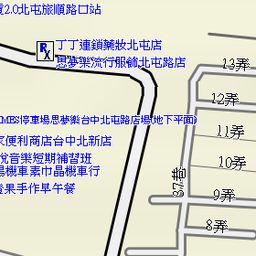 2.0北屯旅順路口站
丁丁連鎖藥妝北屯店
思夢樂流行服飾北屯路店
13弄
12弄
MES停車場思夢樂台中北屯路店場(地下平面)
11弄
家便利商店台中北新店
悅音樂短期補習班
10弄
陽機車素巾晶機車行
37巷
果手作早午餐
9弄
8弄